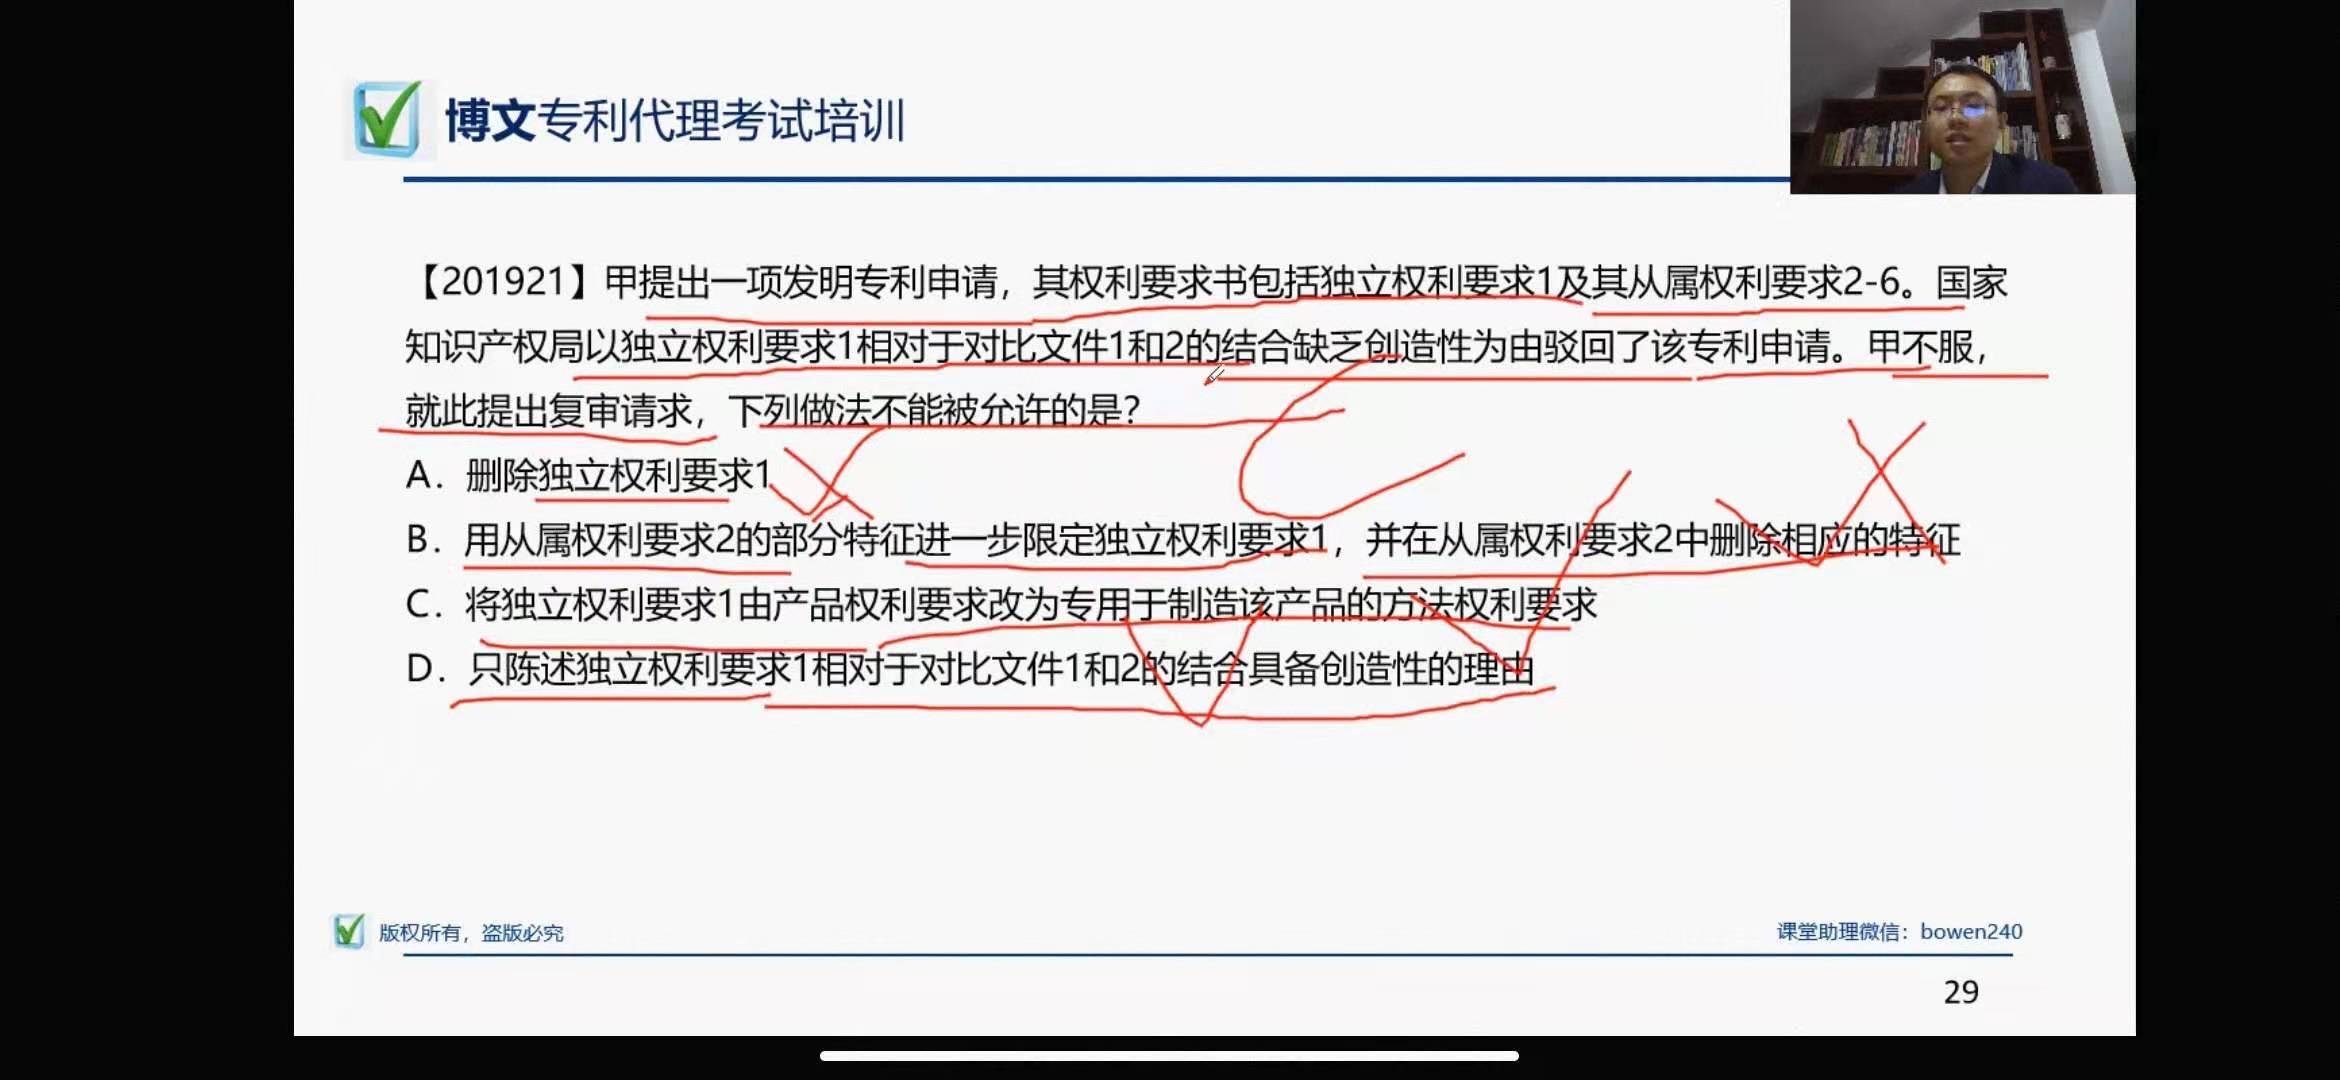 博文专利代理考试培训
【201921】甲提出一项发明专利申请，其权利要求书包括独立权利要求1及其从属权利要求2-6。国家
知识产权局以独立权利要求1相对于对比文件1和2的结合缺乏创造性为由驳回了该专利申请。甲不服，
就此提出复审请求，下列做法不能被允许的是？
A．删除独立权利要求1
B．用从属权利要求2的部分特征进一步限定独立权利要求1，并在从属权利要求2中删除相应的特征
C．将独立权利要求1由产品权利要求改为专用于制造该产品的方法权利要求
D．只陈述独立权利要求1相对于对比文件1和2的结合具备创造性的理由
版权所有，盗版必究
课堂助理微信：bowen240
29